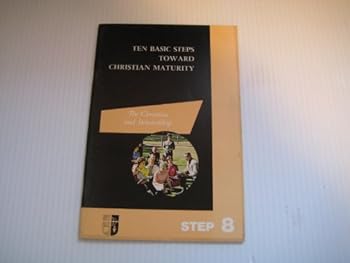 TEN BASIC STEPS
TOWARD
CHRISTIAN MATURITY
The Christian
and Stewardship
STEP 8